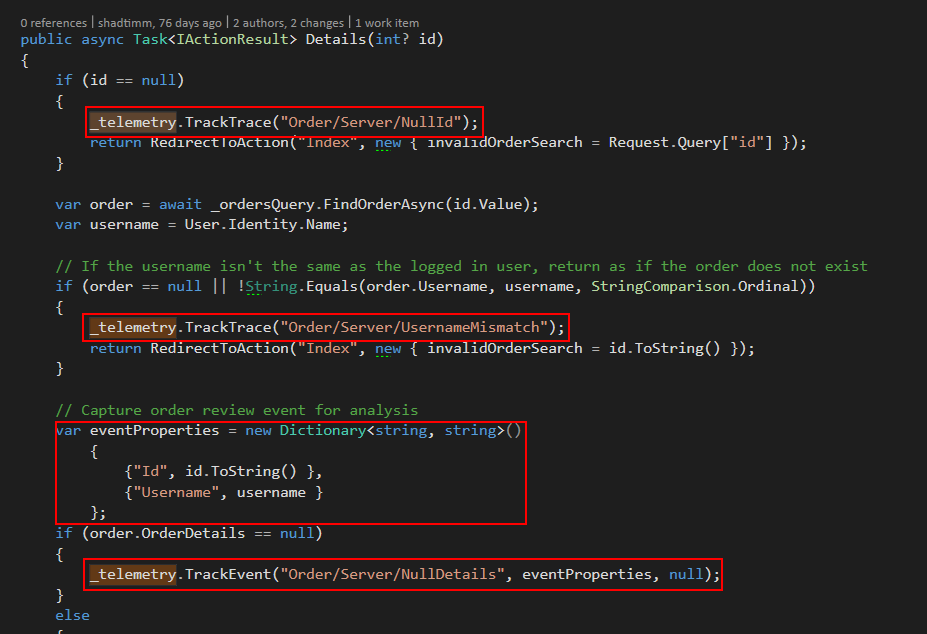 0 references | shadtimm, 76 days ago | 2 authors, 2 changes | 1 work item
public async Task<IActionResult> Details(int? id)
{
    if (id == null)
    {
        _telemetry.TrackTrace("Order/Server/NullId");
        return RedirectToAction("Index", new { invalidOrderSearch = Request.Query["id"] });
    }

    var order = await _ordersQuery.FindOrderAsync(id.Value);
    var username = User.Identity.Name;

    // If the username isn't the same as the logged in user, return as if the order does not exist
    if (order == null || !String.Equals(order.Username, username, StringComparison.Ordinal))
    {
        _telemetry.TrackTrace("Order/Server/UsernameMismatch");
        return RedirectToAction("Index", new { invalidOrderSearch = id.ToString() });
    }

    // Capture order review event for analysis
    var eventProperties = new Dictionary<string, string>()
        {
            {"Id", id.ToString() },
            {"Username", username }
        };
    if (order.OrderDetails == null)
    {
        _telemetry.TrackEvent("Order/Server/NullDetails", eventProperties, null);
    }
    else
    {